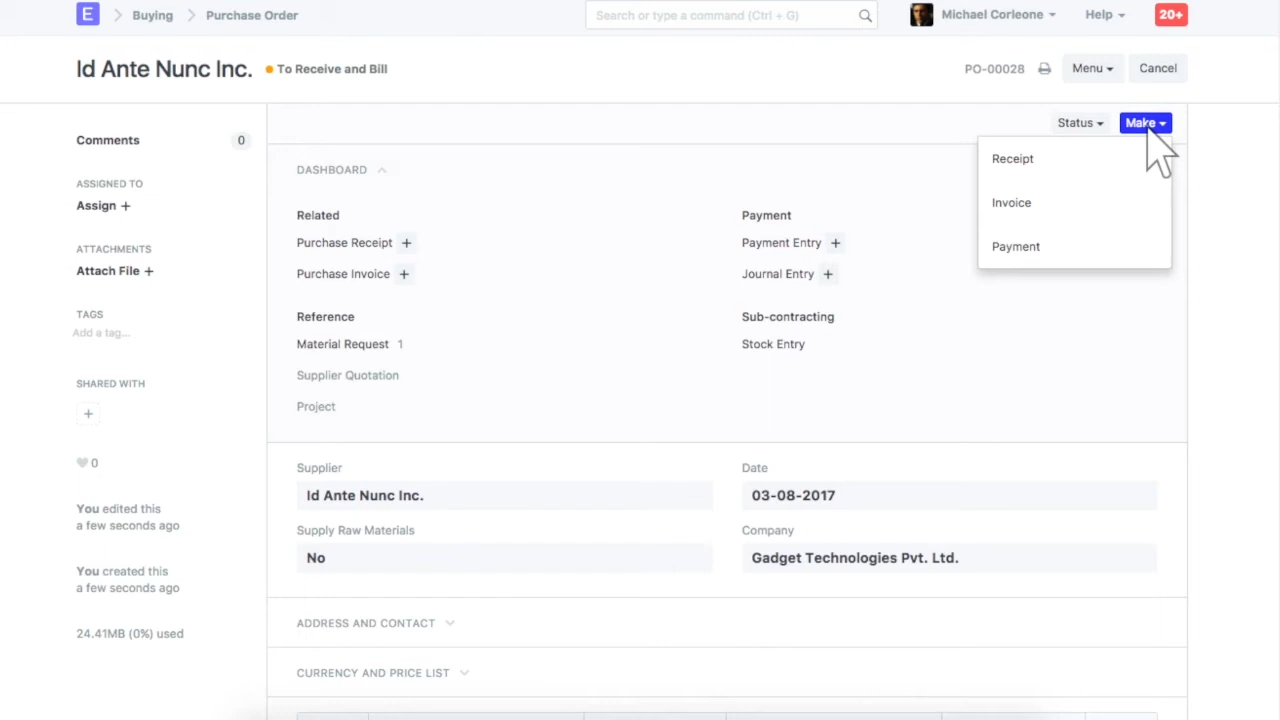 E Buying Purchase Order Search or type a command (Ctrl + G) Michael Corleone Help 20+
Id Ante Nunc Inc. To Receive and Bill PO-00028 Menu Cancel
Comments 0
ASSIGNED TO
Assign +
ATTACHMENTS
Attach File +
TAGS
Add a tag...
SHARED WITH
+
0
You edited this
a few seconds ago
You created this
a few seconds ago
24.41MB (0%) used
Status Make
Receipt
Invoice
Payment
DASHBOARD
Related
Purchase Receipt +
Purchase Invoice +
Payment
Payment Entry +
Journal Entry +
Reference
Material Request 1
Supplier Quotation
Project
Sub-contracting
Stock Entry
Supplier
Id Ante Nunc Inc.
Date
03-08-2017
Supply Raw Materials
No
Company
Gadget Technologies Pvt. Ltd.
ADDRESS AND CONTACT
CURRENCY AND PRICE LIST